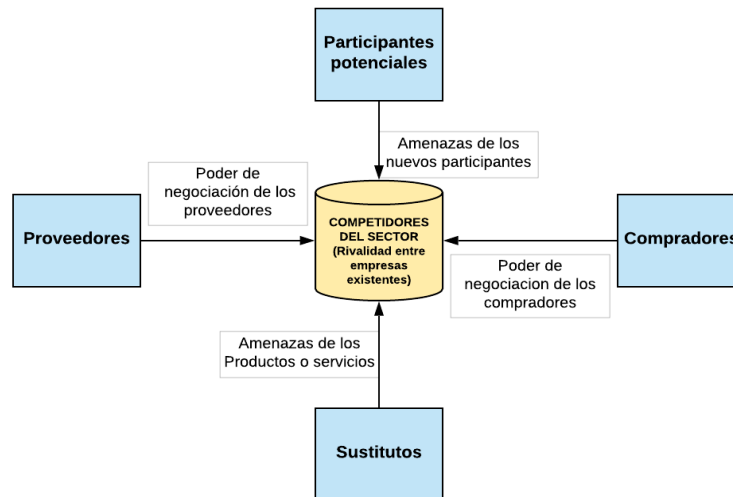 Participantes
potenciales
Amenazas de los
nuevos participantes
Poder de
negociación de los
proveedores
Proveedores
COMPETIDORES
DEL SECTOR
(Rivalidad entre
empresas
existentes)
Compradores
Poder de
negociacion de los
compradores
Amenazas de los
Productos o servicios
Sustitutos